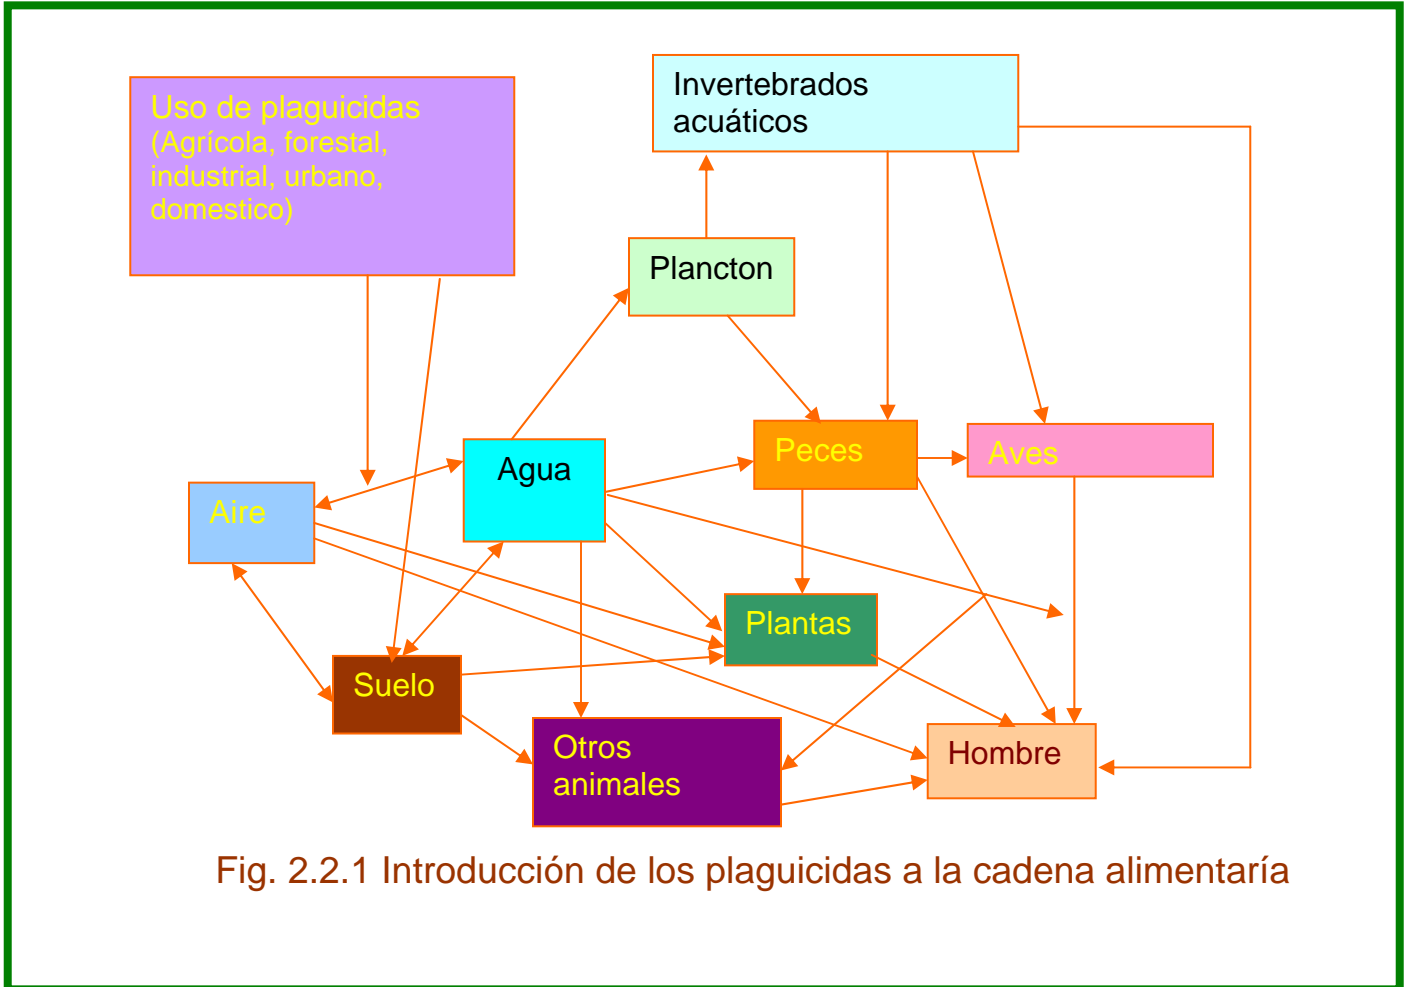 Uso de plaguicidas
(Agrícola, forestal,
industrial, urbano,
domestico)
Invertebrados
acuáticos
Plancton
Agua
Peces
Aves
Aire
Plantas
Suelo
Otros
animales
Hombre
Fig. 2.2.1 Introducción de los plaguicidas a la cadena alimentaría